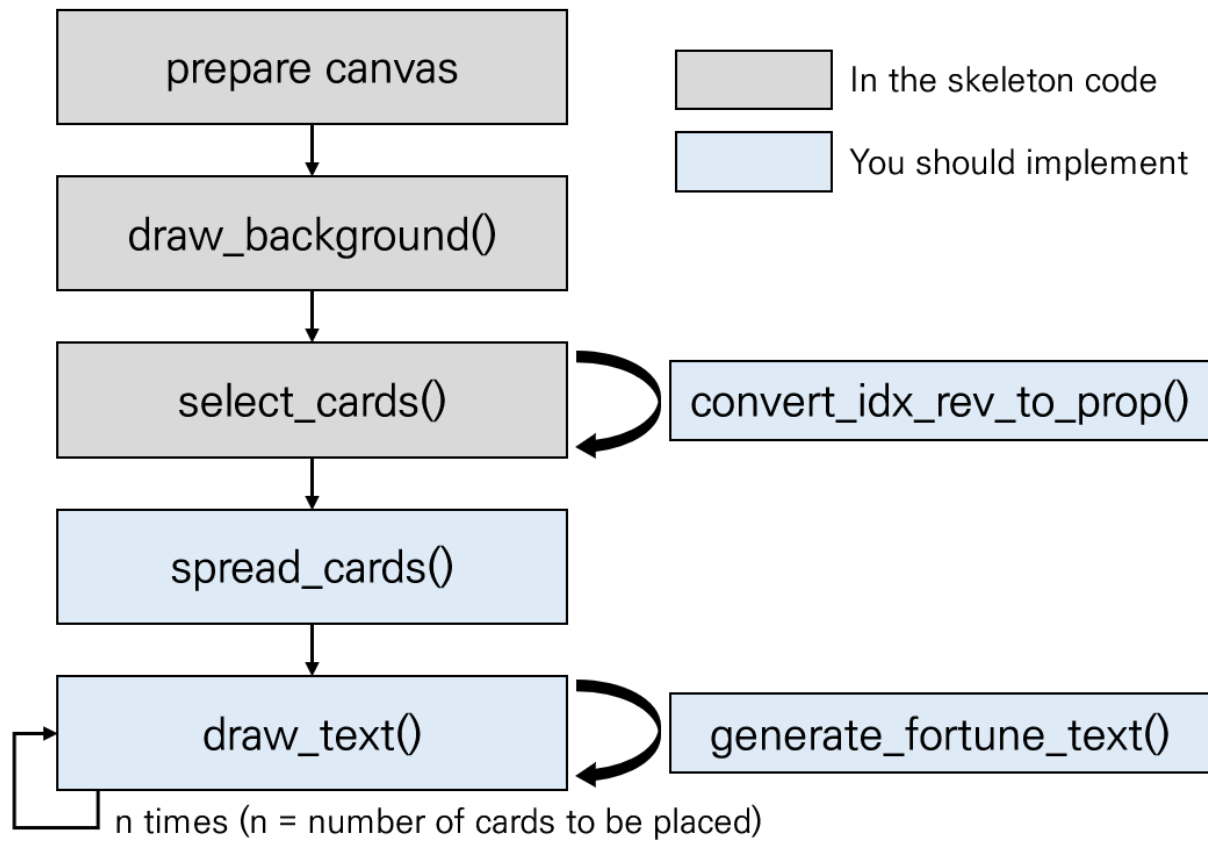 prepare canvas
In the skeleton code
You should implement
draw_background()
select_cards()
convert_idx_rev_to_prop()
spread_cards()
draw_text()
generate_fortune_text()
n times (n = number of cards to be placed)